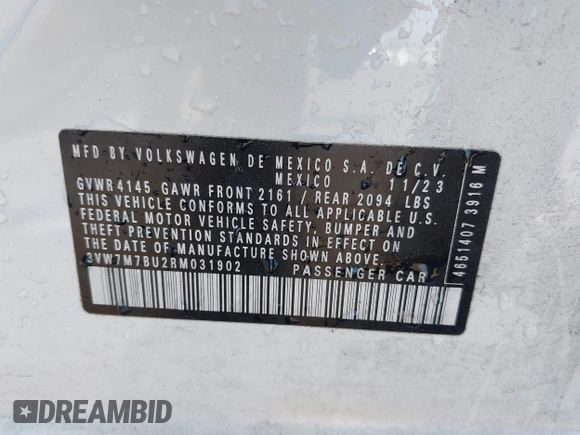 MFD BY VOLKSWAGEN DE MEXICO S.A. DE C.V.
MEXICO 11/23
GVWR 4145 GAWR FRONT 2161 / REAR 2094 LBS
THIS VEHICLE CONFORMS TO ALL APPLICABLE U.S.
FEDERAL MOTOR VEHICLE SAFETY, BUMPER AND
THEFT PREVENTION STANDARDS IN EFFECT ON
THE DATE OF MANUFACTURE SHOWN ABOVE.
3VW7M7BU2RM031902 PASSENGER CAR
4651407 3916 M
DREAMBID